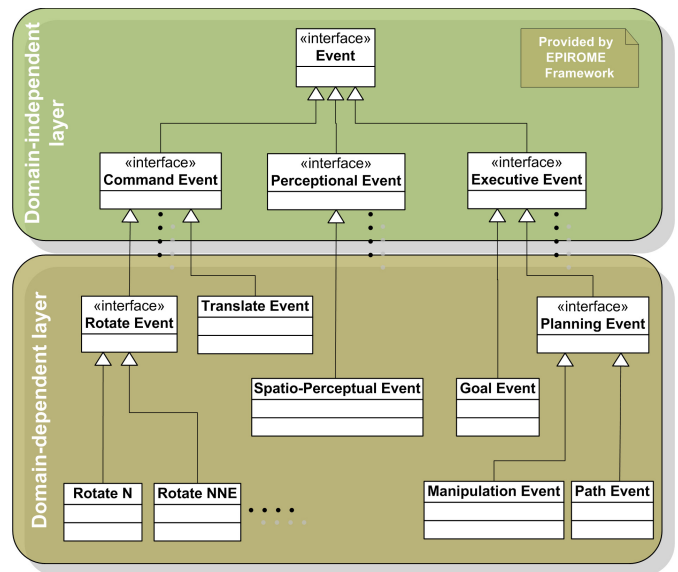 Domain-independent
layer
«interface»
Event
Provided by
EPIROME
Framework
«interface»
Command Event
«interface»
Perceptional Event
«interface»
Executive Event
Domain-dependent layer
«interface»
Rotate Event
Translate Event
«interface»
Planning Event
Spatio-Perceptual Event
Goal Event
Rotate N
Rotate NNE
Manipulation Event
Path Event